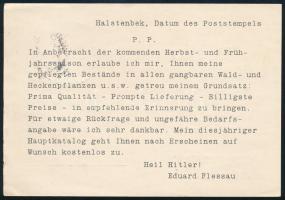 Halstenbek, Datum des Poststempels
P. P.
In Anbetracht der kommenden Herbst- und Früh-
jahrssaison erlaube ich mir, Ihnen meine
gepflegten Bestände in allen gangbaren Wald- und
Heckenpflanzen u.s.w. getreu meinem Grundsatz:
Prima Qualität - Prompte Lieferung - Billigste
Preise - in empfehlende Erinnerung zu bringen.
Für etwaige Rückfrage und ungefähre Bedarfs-
angabe wäre ich sehr dankbar. Mein diesjähriger
Hauptkatalog geht Ihnen nach Erscheinen auf
Wunsch kostenlos zu.
Heil Hitler!
Eduard Flessau